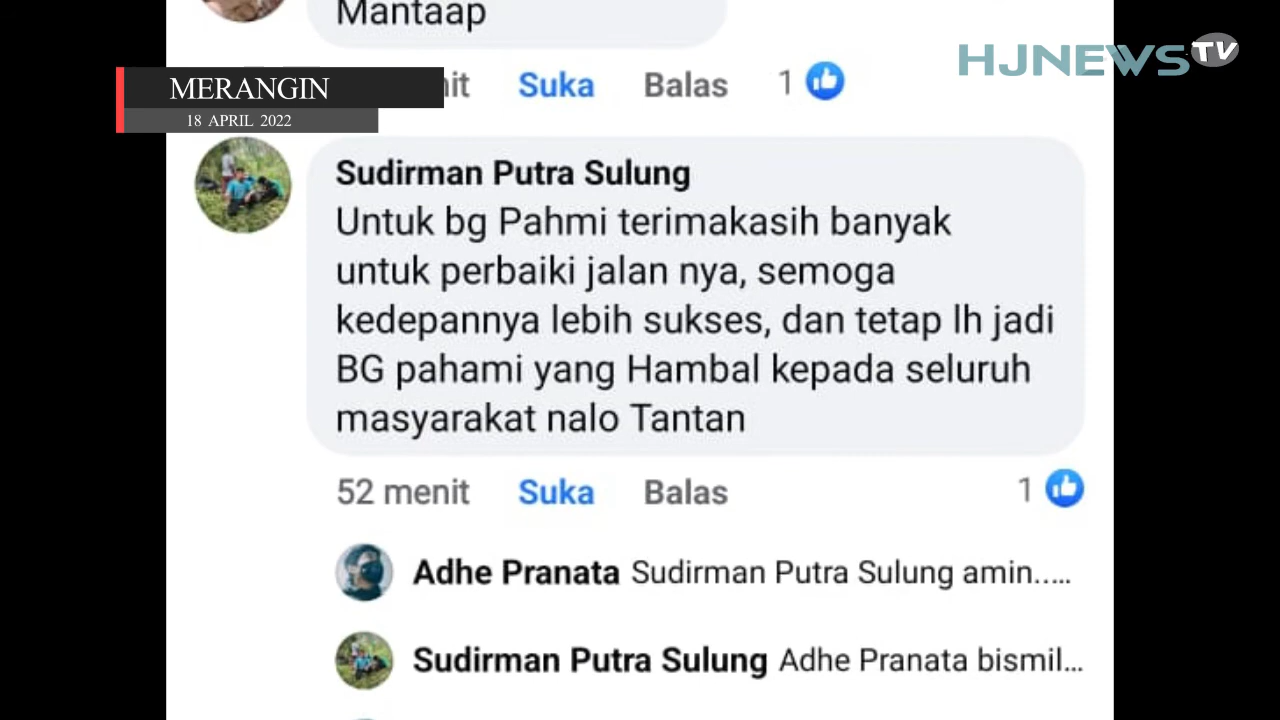 Mantaap
HJNEWS TV
nit Suka Balas 1
MERANGIN
18 APRIL 2022
Sudirman Putra Sulung
Untuk bg Pahmi terimakasih banyak
untuk perbaiki jalan nya, semoga
kedepannya lebih sukses, dan tetap lh jadi
BG pahami yang Hambal kepada seluruh
masyarakat nalo Tantan
52 menit Suka Balas 1
Adhe Pranata Sudirman Putra Sulung amin.....
Sudirman Putra Sulung Adhe Pranata bismil...